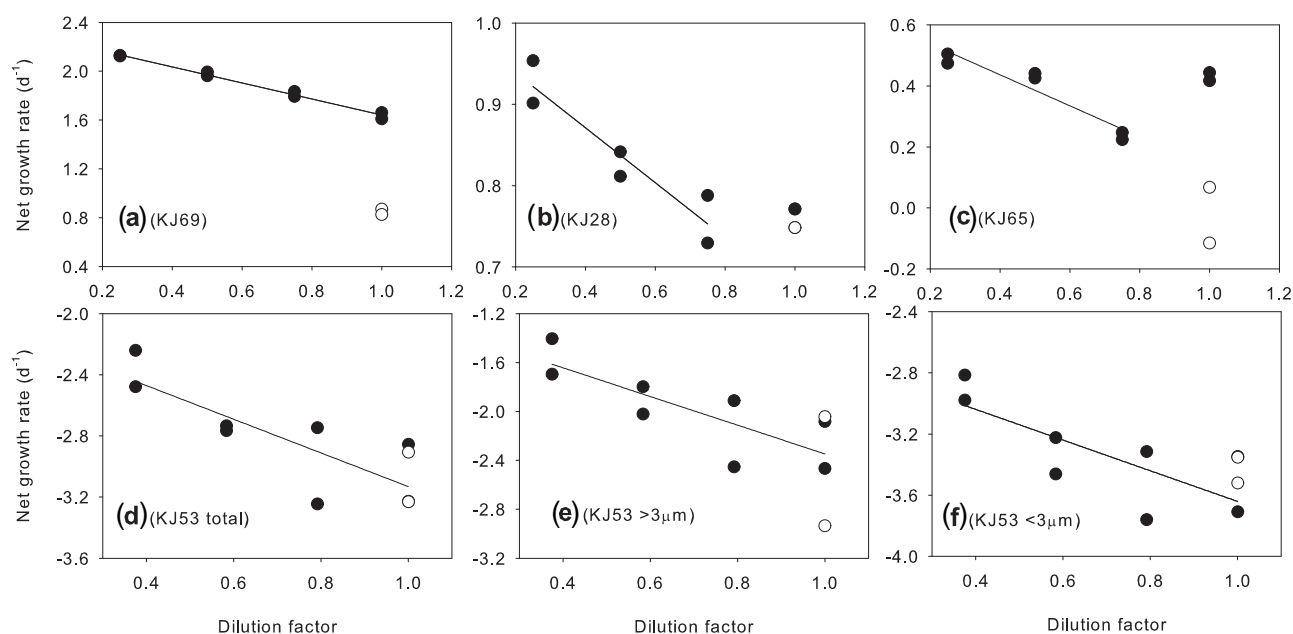 2.4
2.0
1.6
1.2
0.8
0.4
Net growth rate (d⁻¹)
(a) (KJ69)
0.2 0.4 0.6 0.8 1.0 1.2
1.0
0.9
0.8
0.7
(b) (KJ28)
0.2 0.4 0.6 0.8 1.0 1.2
0.6
0.4
0.2
0.0
-0.2
(c) (KJ65)
0.2 0.4 0.6 0.8 1.0 1.2
-2.0
-2.4
-2.8
-3.2
-3.6
Net growth rate (d⁻¹)
(d) (KJ53 total)
0.4 0.6 0.8 1.0
Dilution factor
-1.2
-1.6
-2.0
-2.4
-2.8
-3.2
(e) (KJ53 >3μm)
0.4 0.6 0.8 1.0
Dilution factor
-2.4
-2.8
-3.2
-3.6
-4.0
(f) (KJ53 <3μm)
0.4 0.6 0.8 1.0
Dilution factor